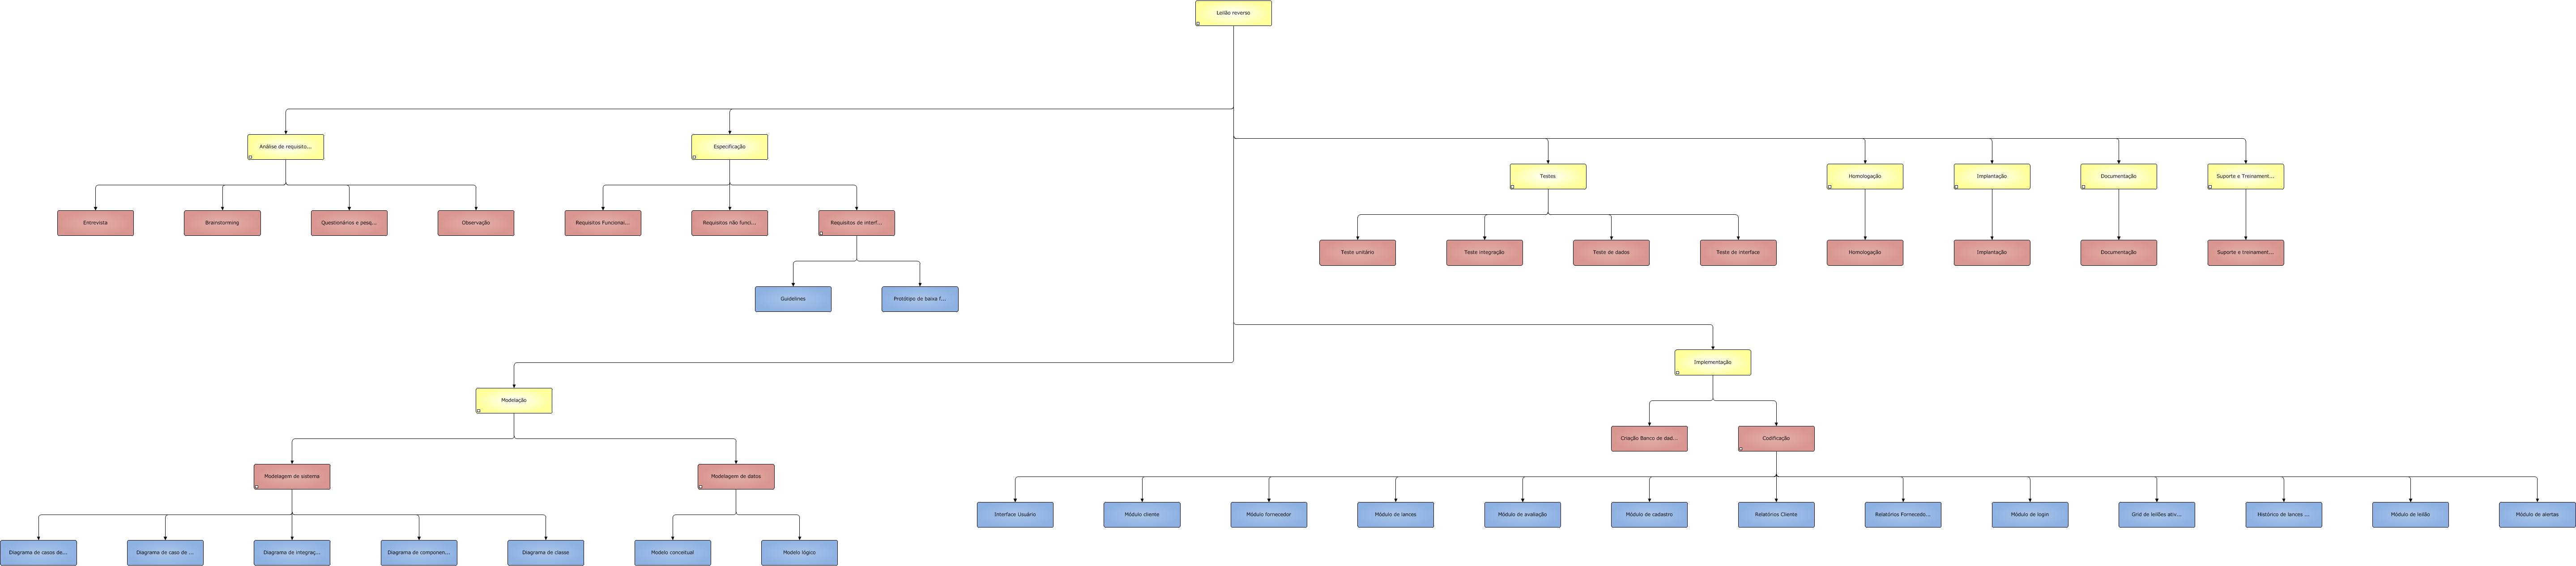 Leilão reverso
Análise de requisito...
Especificação
Testes
Homologação
Implantação
Documentação
Suporte e Treinament...
Entrevista
Brainstorming
Questionários e pesq...
Observação
Requisitos Funcionai...
Requisitos não funci...
Requisitos de interf...
Teste unitário
Teste integração
Teste de dados
Teste de interface
Homologação
Implantação
Documentação
Suporte e treinament...
Guidelines
Protótipo de baixa f...
Implementação
Modelação
Criação Banco de dad...
Codificação
Modelagem de sistema
Modelagem de datos
Interface Usuário
Módulo cliente
Módulo fornecedor
Módulo de lances
Módulo de avaliação
Módulo de cadastro
Relatórios Cliente
Relatórios Fornecedo...
Módulo de login
Grid de leilões ativ...
Histórico de lances ...
Módulo de leilão
Módulo de alertas
Diagrama de casos de...
Diagrama de caso de ...
Diagrama de integraç...
Diagrama de componen...
Diagrama de classe
Modelo conceitual
Modelo lógico